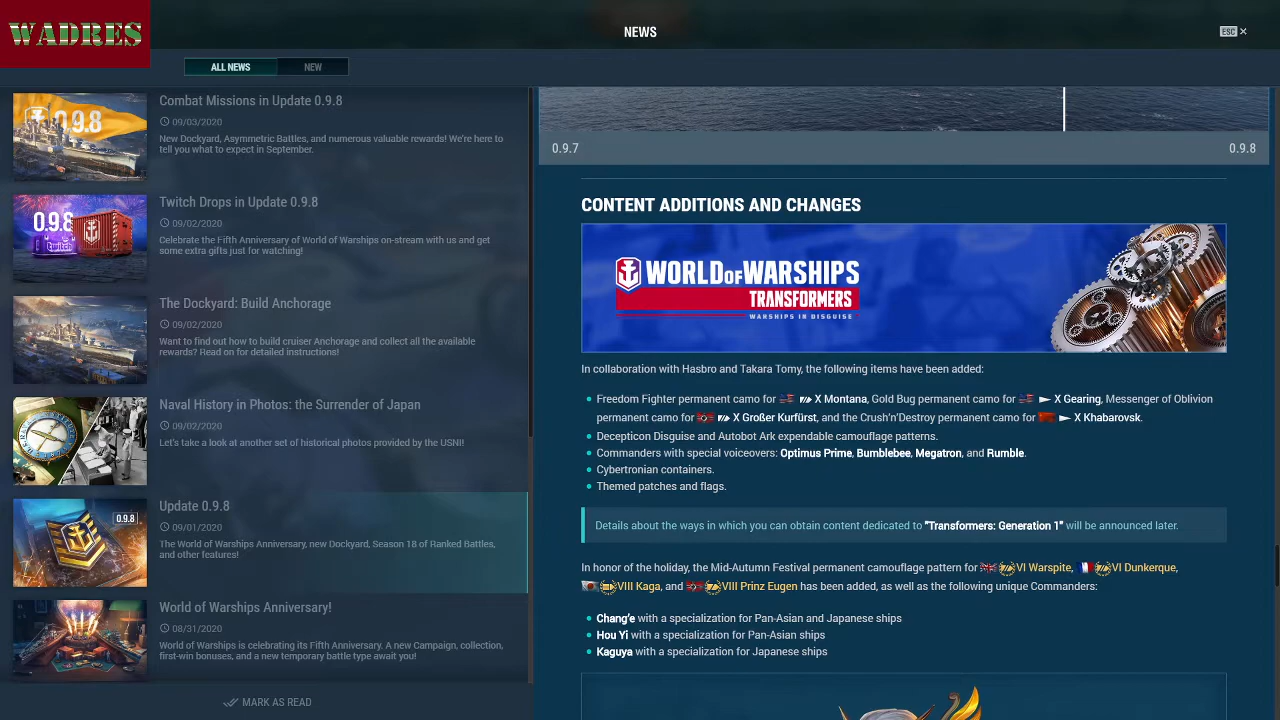 WADRES
NEWS
ESC ×
ALL NEWS
NEW
Combat Missions in Update 0.9.8
09/03/2020
New Dockyard, Asymmetric Battles, and numerous valuable rewards! We're here to
tell you what to expect in September.
0.9.8
Twitch Drops in Update 0.9.8
09/02/2020
Celebrate the Fifth Anniversary of World of Warships on-stream with us and get
some extra gifts just for watching!
0.9.8
twitch
The Dockyard: Build Anchorage
09/02/2020
Want to find out how to build cruiser Anchorage and collect all the available
rewards? Read on for detailed instructions!
Naval History in Photos: the Surrender of Japan
09/02/2020
Let's take a look at another set of historical photos provided by the USNI!
Update 0.9.8
09/01/2020
The World of Warships Anniversary, new Dockyard, Season 18 of Ranked Battles,
and other features!
0.9.8
World of Warships Anniversary!
08/31/2020
World of Warships is celebrating its Fifth Anniversary. A new Campaign, collection,
first-win bonuses, and a new temporary battle type await you!
MARK AS READ
0.9.7
0.9.8
CONTENT ADDITIONS AND CHANGES
WORLD OF WARSHIPS
TRANSFORMERS
WARSHIPS IN DISGUISE
In collaboration with Hasbro and Takara Tomy, the following items have been added:
Freedom Fighter permanent camo for X Montana, Gold Bug permanent camo for X Gearing, Messenger of Oblivion
permanent camo for X Großer Kurfürst, and the Crush'n'Destroy permanent camo for X Khabarovsk.
Decepticon Disguise and Autobot Ark expendable camouflage patterns.
Commanders with special voiceovers: Optimus Prime, Bumblebee, Megatron, and Rumble.
Cybertronian containers.
Themed patches and flags.
Details about the ways in which you can obtain content dedicated to "Transformers: Generation 1" will be announced later.
In honor of the holiday, the Mid-Autumn Festival permanent camouflage pattern for VI Warspite, VI Dunkerque,
VIII Kaga, and VIII Prinz Eugen has been added, as well as the following unique Commanders:
Chang'e with a specialization for Pan-Asian and Japanese ships
Hou Yi with a specialization for Pan-Asian ships
Kaguya with a specialization for Japanese ships